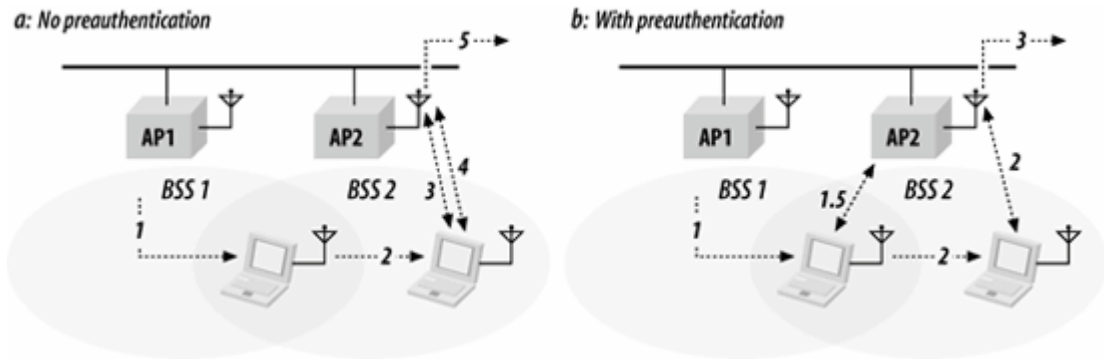 a: No preauthentication
5
AP1
AP2
4
3
BSS 1
BSS 2
1
2
b: With preauthentication
3
AP1
AP2
2
BSS 1
BSS 2
1.5
1
2